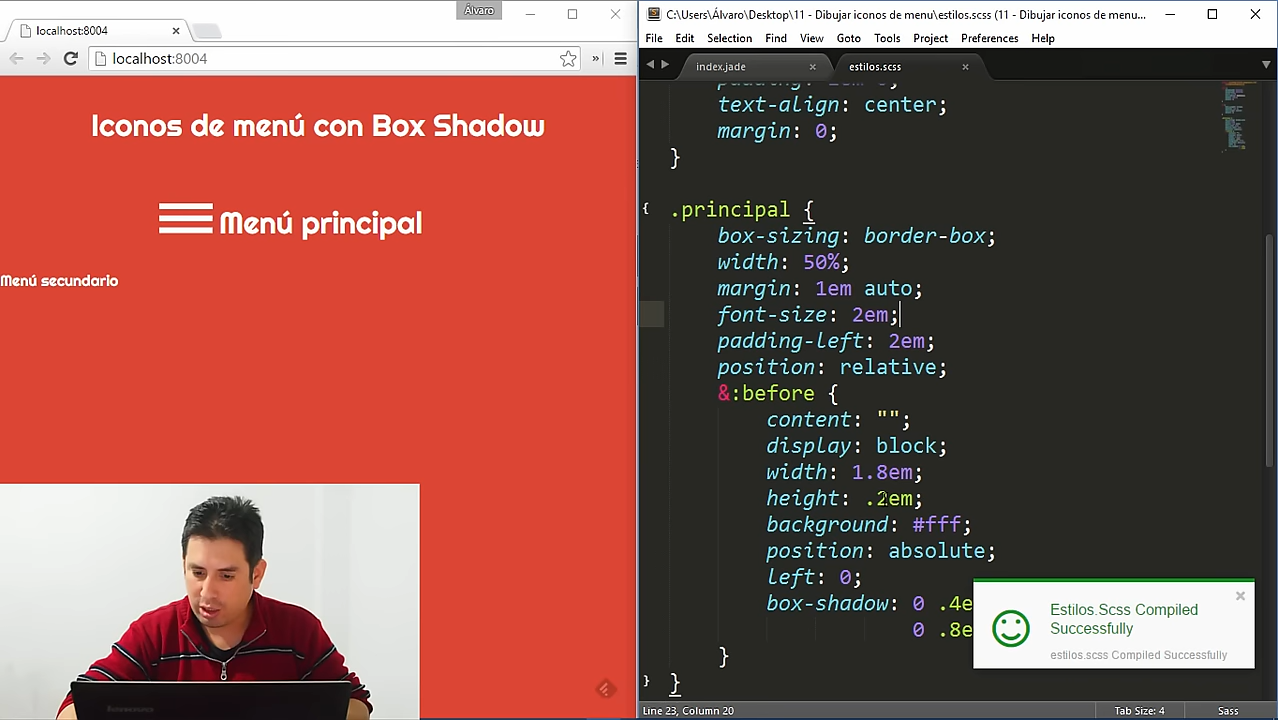 Álvaro
localhost:8004
localhost:8004
»
Iconos de menú con Box Shadow
Menú principal
Menú secundario
C:\Users\Álvaro\Desktop\11 - Dibujar iconos de menu\estilos.scss (11 - Dibujar iconos de menu...
File Edit Selection Find View Goto Tools Project Preferences Help
index.jade estilos.scss
text-align: center;
margin: 0;
}
.principal {
box-sizing: border-box;
width: 50%;
margin: 1em auto;
font-size: 2em;
padding-left: 2em;
position: relative;
&:before {
content: "";
display: block;
width: 1.8em;
height: .2em;
background: #fff;
position: absolute;
left: 0;
box-shadow: 0 .4e
0 .8e
}
}
Estilos.Scss Compiled
Successfully
estilos.scss Compiled Successfully
Line 23, Column 20 Tab Size: 4 Sass